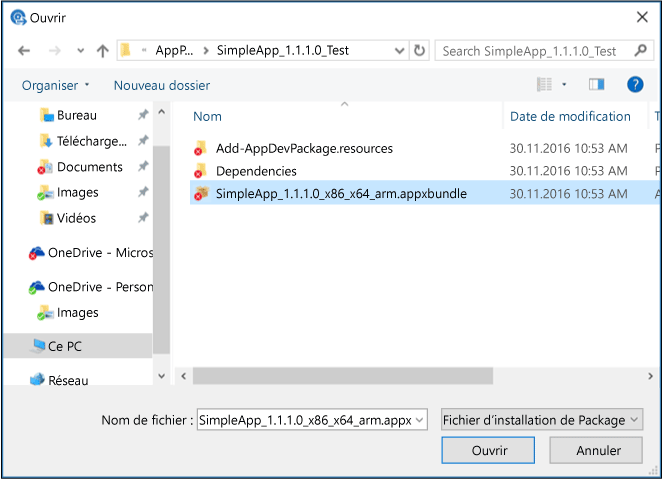 Ouvrir
« AppP... > SimpleApp_1.1.1.0_Test
Search SimpleApp_1.1.1.0_Test
Organiser
Nouveau dossier
?
Bureau
Télécharge...
Documents
Images
Vidéos
OneDrive - Micros
OneDrive - Person
Images
Ce PC
Réseau
Nom Date de modification T
Add-AppDevPackage.resources 30.11.2016 10:53 AM F
Dependencies 30.11.2016 10:53 AM F
SimpleApp_1.1.1.0_x86_x64_arm.appxbundle 30.11.2016 10:53 AM A
Nom de fichier : SimpleApp_1.1.1.0_x86_x64_arm.appx
Fichier d'installation de Package
Ouvrir
Annuler